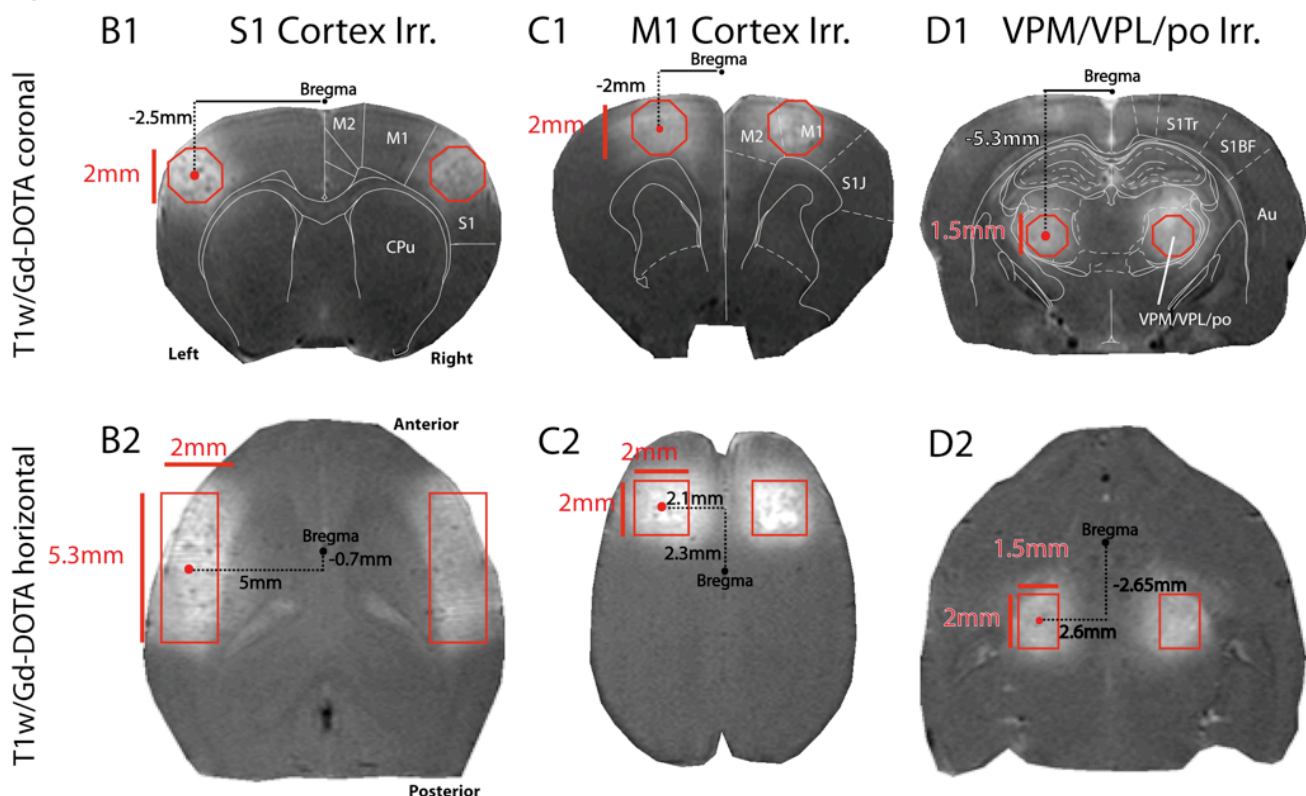 B1
S1 Cortex Irr.
C1
M1 Cortex Irr.
D1
VPM/VPL/po Irr.
T1w/Gd-DOTA coronal
Bregma
-2.5mm
2mm
M2
M1
S1
CPu
Left
Right
Bregma
-2mm
2mm
M2
M1
S1J
Bregma
-5.3mm
1.5mm
S1Tr
S1BF
Au
VPM/VPL/po
T1w/Gd-DOTA horizontal
B2
Anterior
2mm
5.3mm
Bregma
-0.7mm
5mm
Posterior
C2
2mm
2mm
2.1mm
2.3mm
Bregma
D2
Bregma
1.5mm
-2.65mm
2mm
2.6mm